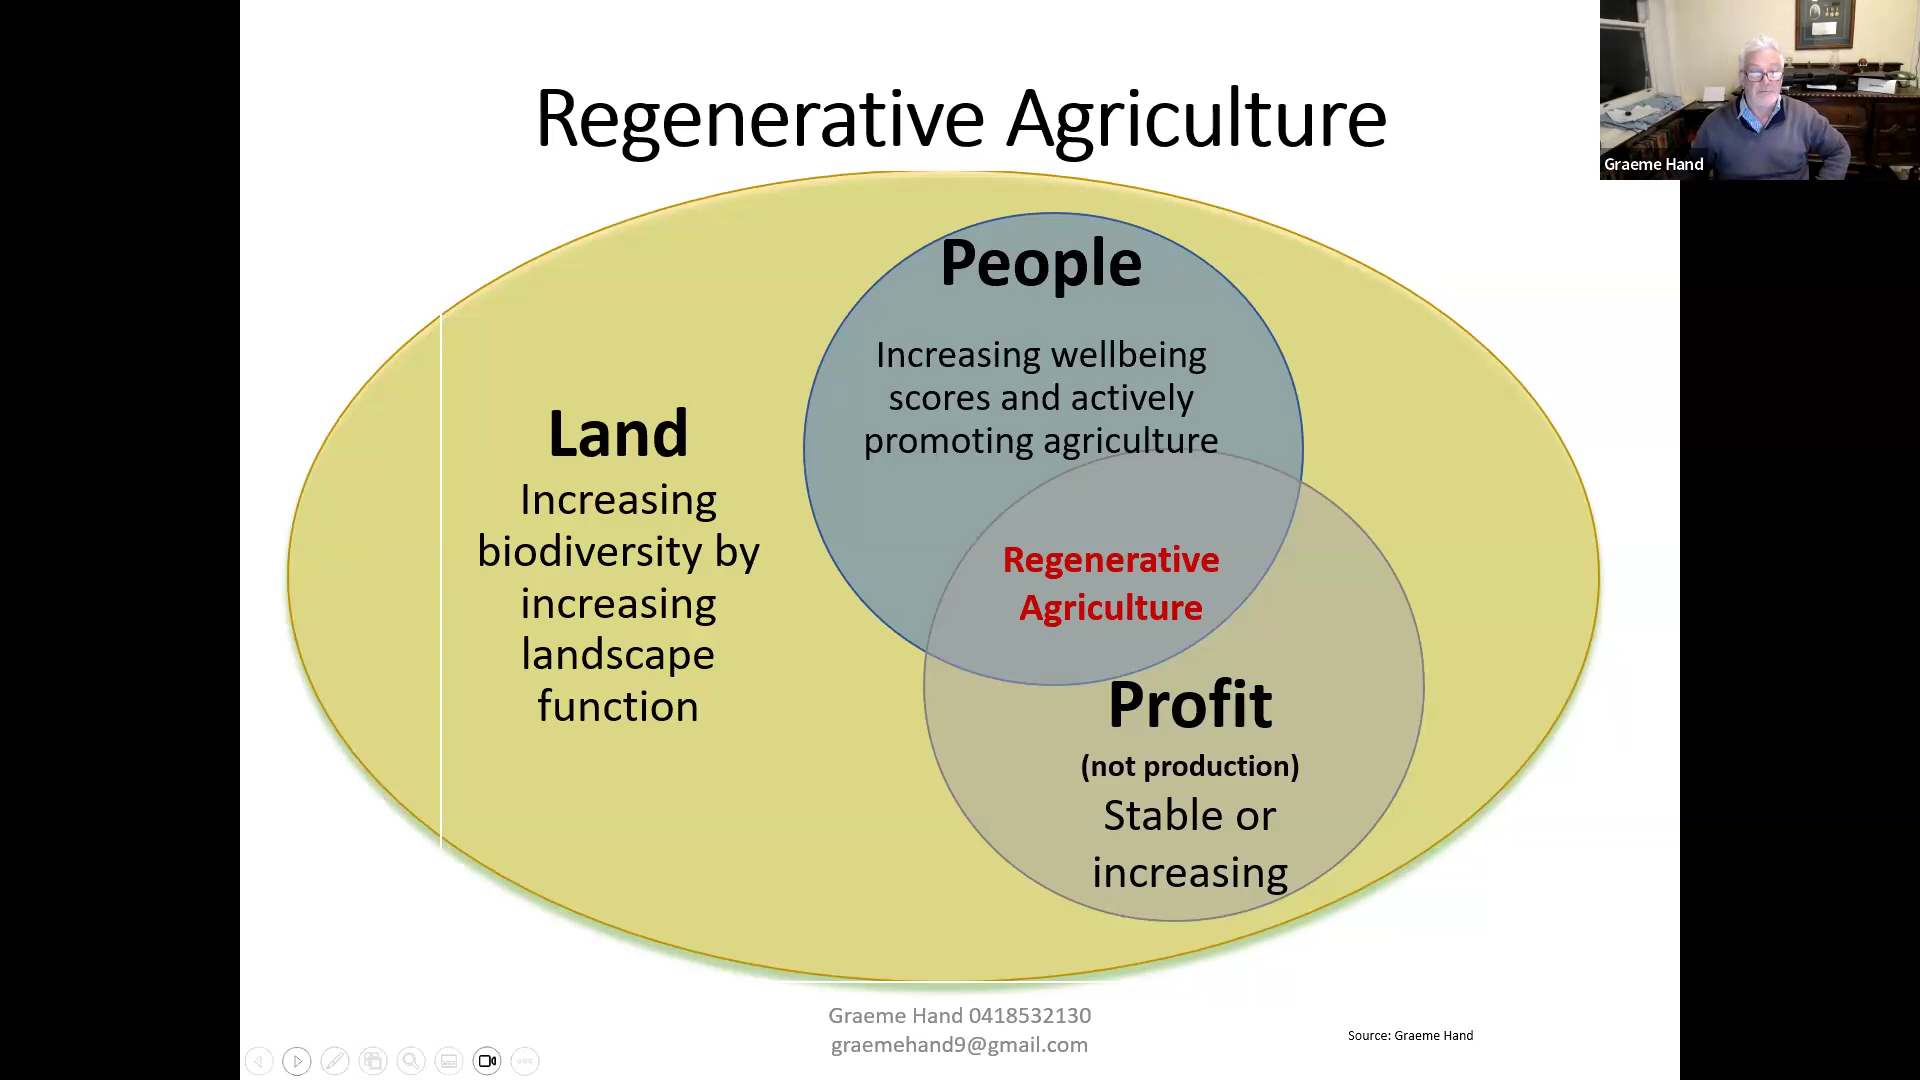 Regenerative Agriculture
Graeme Hand
People
Increasing wellbeing
scores and actively
promoting agriculture
Land
Increasing
biodiversity by
increasing
landscape
function
Regenerative
Agriculture
Profit
(not production)
Stable or
increasing
Graeme Hand 0418532130
graemehand9@gmail.com
Source: Graeme Hand